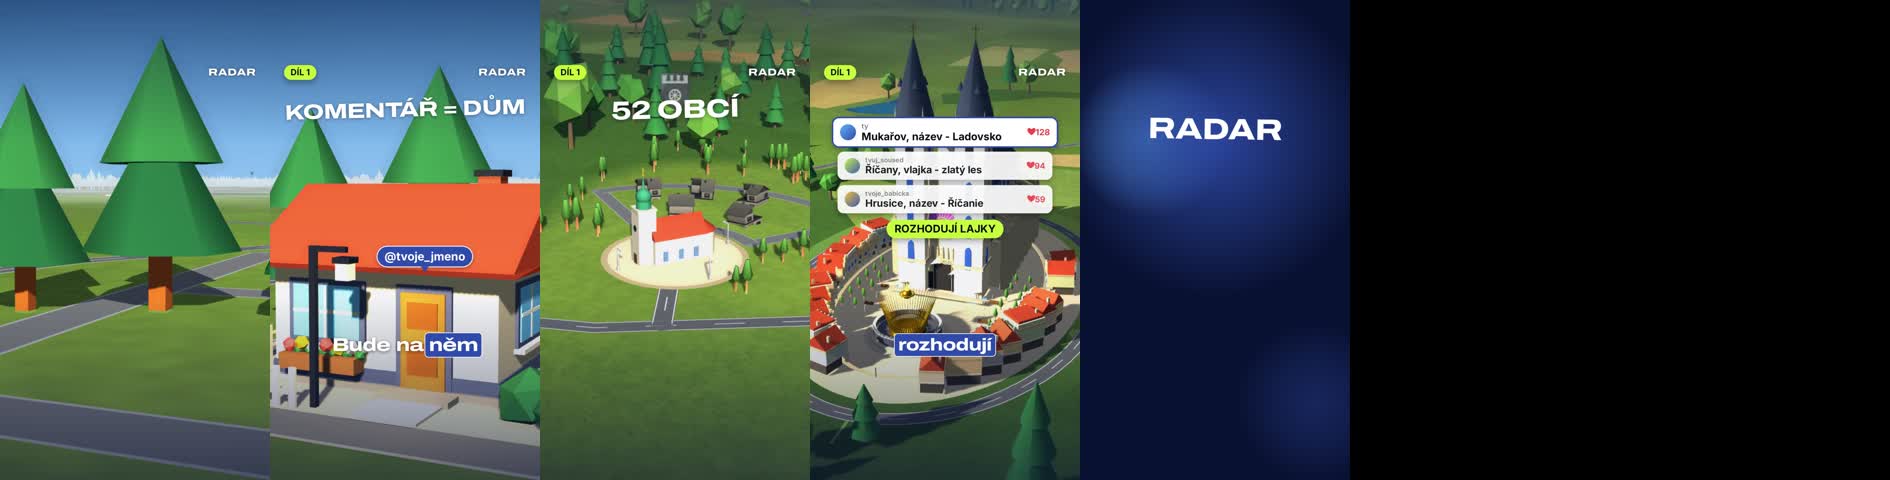 RADAR
DÍL 1
RADAR
KOMENTÁŘ = DŮM
@tvoje_jmeno
Bude na něm
DÍL 1
RADAR
52 OBCÍ
DÍL 1
RADAR
ty
Mukařov, název - Ladovsko
128
tvuj_soused
Říčany, vlajka - zlatý les
94
tvoje_babicka
Hrusice, název - Říčanie
59
ROZHODUJÍ LAJKY
rozhodují
RADAR